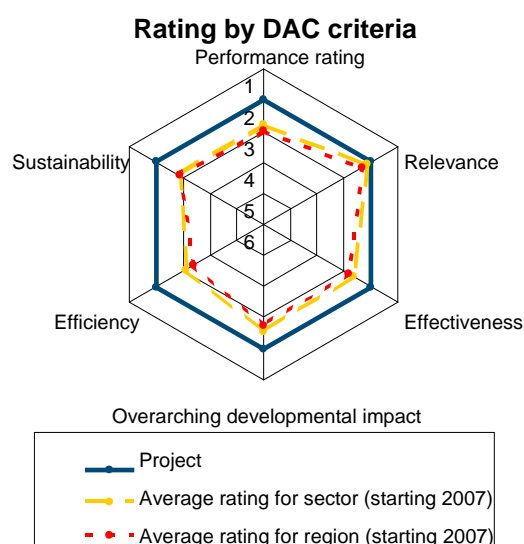 Rating by DAC criteria
Performance rating
1
2
3
4
5
6
Sustainability
Relevance
Efficiency
Effectiveness
Overarching developmental impact
Project
Average rating for sector (starting 2007)
Average rating for region (starting 2007)